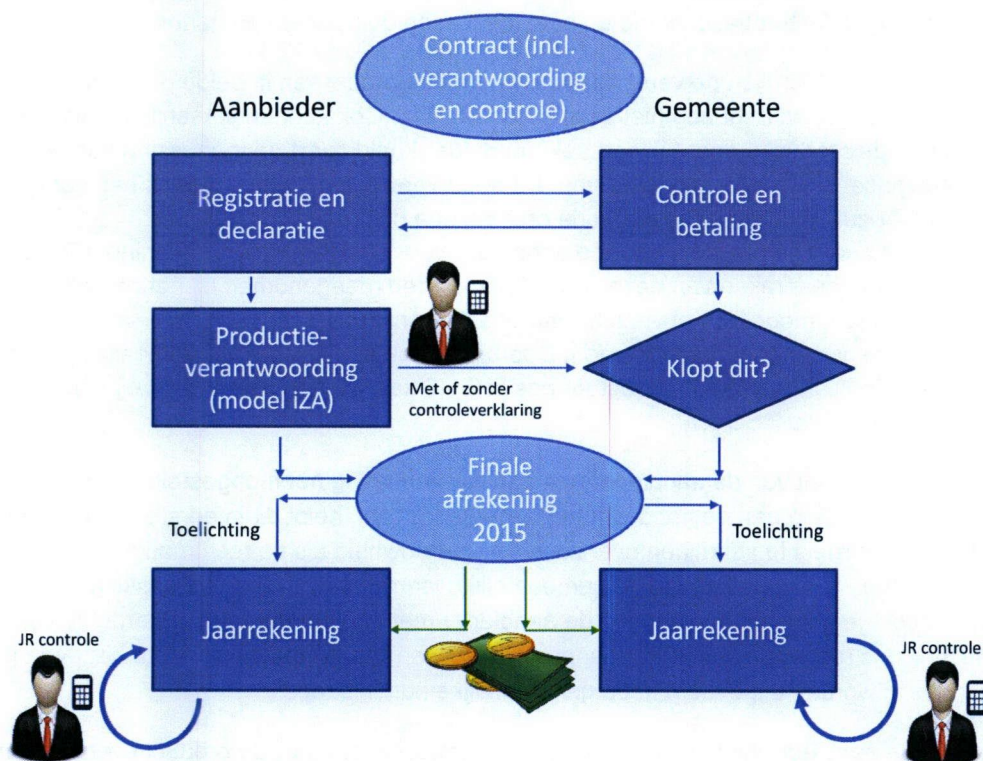 Contract (incl.
verantwoording
en controle)
Aanbieder
Gemeente
Registratie en
declaratie
Controle en
betaling
Productie-
verantwoording
(model iZA)
Met of zonder
controleverklaring
Klopt dit?
Finale
afrekening
2015
Toelichting
Toelichting
Jaarrekening
Jaarrekening
JR controle
JR controle